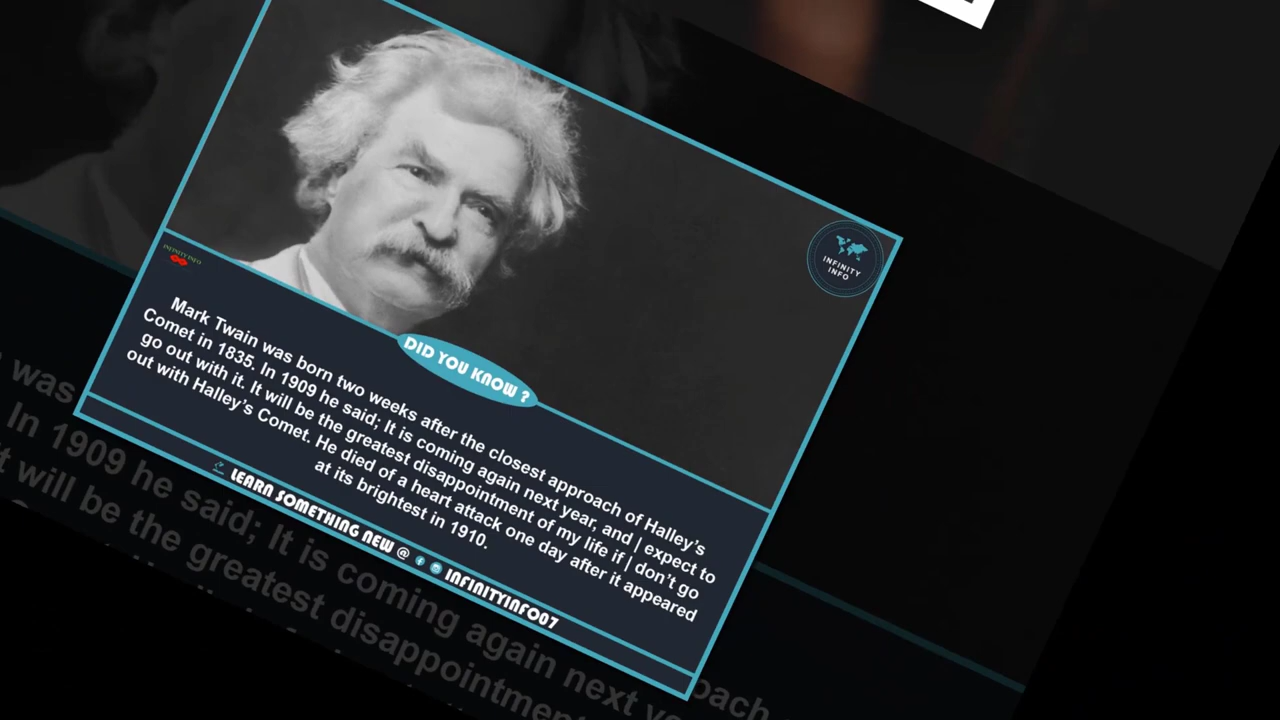 INFINITY
INFO
INFINITY INFO
DID YOU KNOW ?
Mark Twain was born two weeks after the closest approach of Halley's
Comet in 1835. In 1909 he said; It is coming again next year, and | expect to
go out with it. It will be the greatest disappointment of my life if | don't go
out with Halley's Comet. He died of a heart attack one day after it appeared
at its brightest in 1910.
LEARN SOMETHING NEW @ INFINITYINFO07
was
In 1909 he said; It is coming again next
will be the greatest disappointment